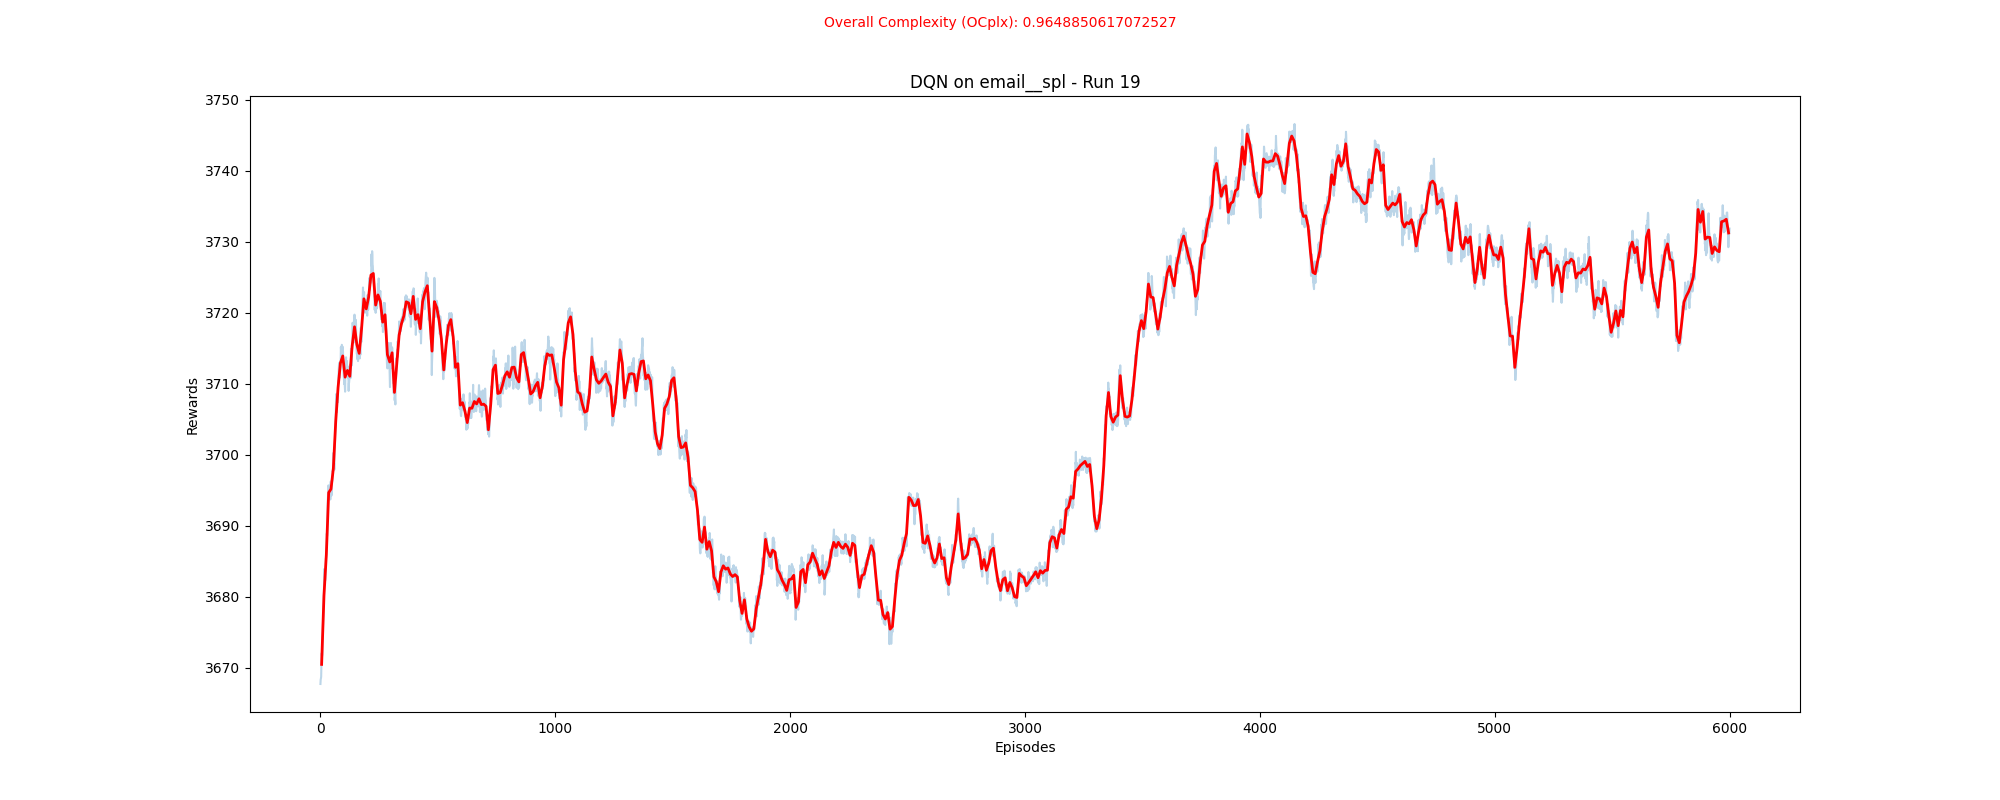 Overall Complexity (OCplx): 0.9648850617072527
DQN on email__spl - Run 19
3750
3740
3730
3720
3710
3700
3690
3680
3670
Rewards
0 1000 2000 3000 4000 5000 6000
Episodes